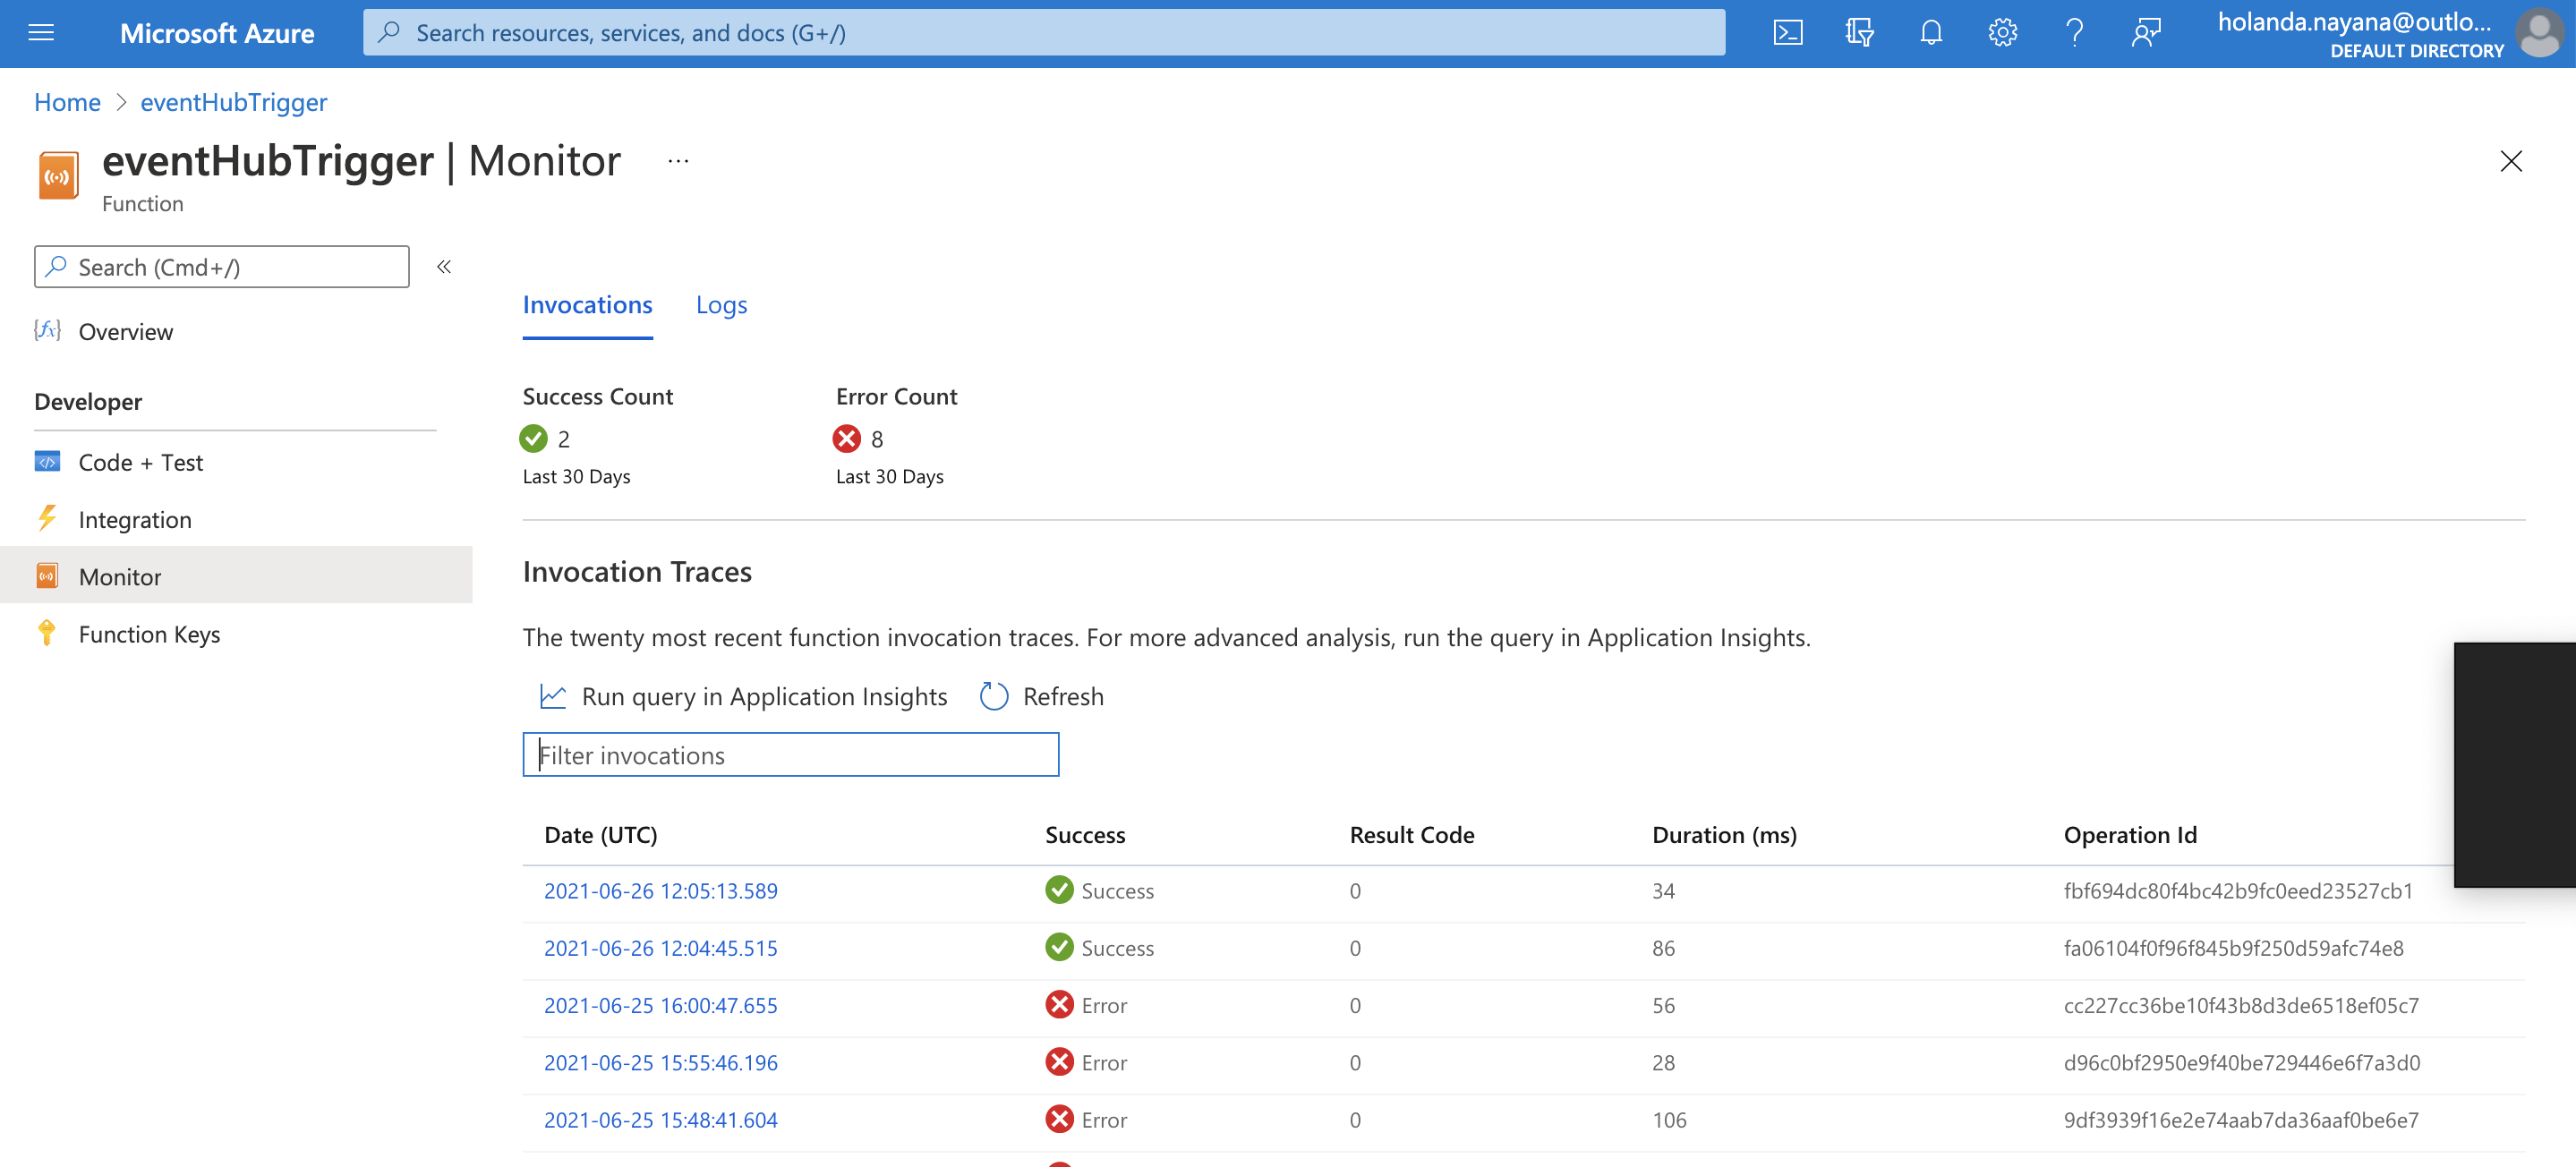 Microsoft Azure
Search resources, services, and docs (G+/)
holanda.nayana@outlo...
DEFAULT DIRECTORY
Home > eventHubTrigger
eventHubTrigger | Monitor ...
Function
Search (Cmd+/)
«
Overview
Developer
Code + Test
Integration
Monitor
Function Keys
Invocations Logs
Success Count Error Count
2 8
Last 30 Days Last 30 Days
Invocation Traces
The twenty most recent function invocation traces. For more advanced analysis, run the query in Application Insights.
Run query in Application Insights Refresh
Filter invocations
Date (UTC) Success Result Code Duration (ms) Operation Id
2021-06-26 12:05:13.589 Success 0 34 fbf694dc80f4bc42b9fc0eed23527cb1
2021-06-26 12:04:45.515 Success 0 86 fa06104f0f96f845b9f250d59afc74e8
2021-06-25 16:00:47.655 Error 0 56 cc227cc36be10f43b8d3de6518ef05c7
2021-06-25 15:55:46.196 Error 0 28 d96c0bf2950e9f40be729446e6f7a3d0
2021-06-25 15:48:41.604 Error 0 106 9df3939f16e2e74aab7da36aaf0be6e7